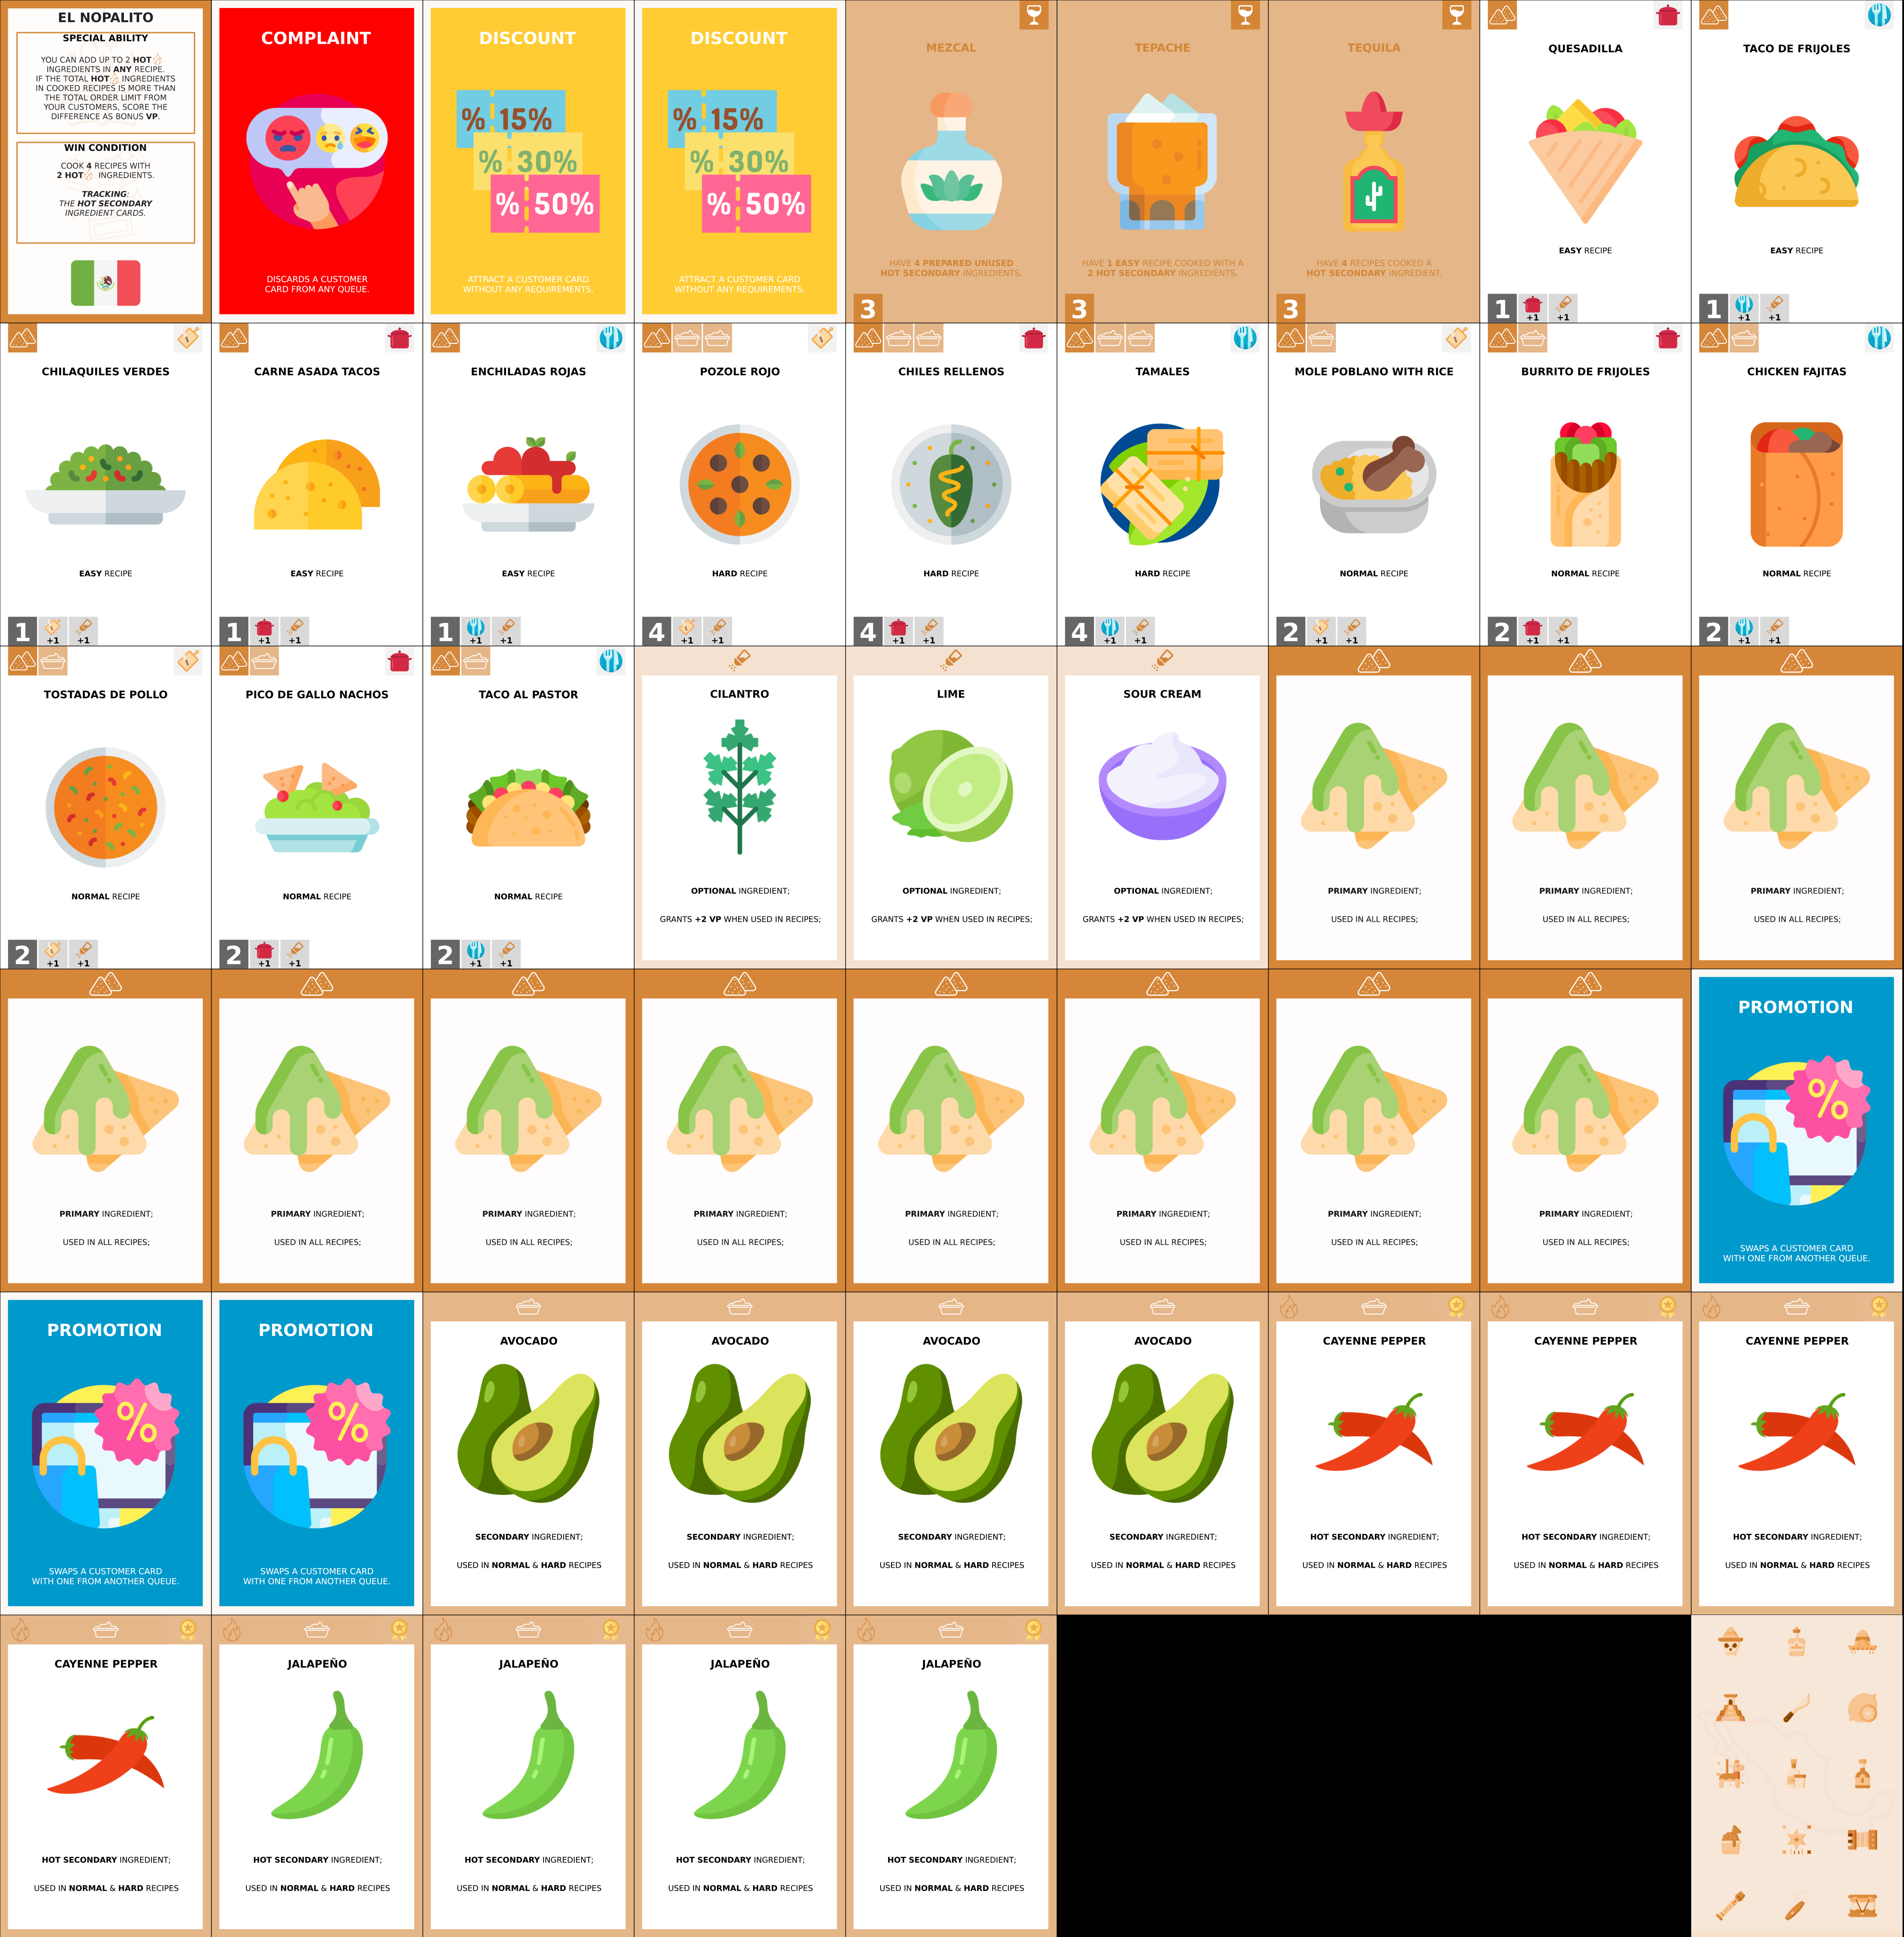 EL NOPALITO
SPECIAL ABILITY
YOU CAN ADD UP TO 2 HOT
INGREDIENTS IN ANY RECIPE.
IF THE TOTAL HOT INGREDIENTS
IN COOKED RECIPES IS MORE THAN
THE TOTAL ORDER LIMIT FROM
YOUR CUSTOMERS, SCORE THE
DIFFERENCE AS BONUS VP.
WIN CONDITION
COOK 4 RECIPES WITH
2 HOT INGREDIENTS.
TRACKING:
THE HOT SECONDARY
INGREDIENT CARDS.
COMPLAINT
DISCARDS A CUSTOMER
CARD FROM ANY QUEUE.
DISCOUNT
% 15%
% 30%
% 50%
ATTRACT A CUSTOMER CARD
WITHOUT ANY REQUIREMENTS.
DISCOUNT
% 15%
% 30%
% 50%
ATTRACT A CUSTOMER CARD
WITHOUT ANY REQUIREMENTS.
MEZCAL
HAVE 4 PREPARED UNUSED
HOT SECONDARY INGREDIENTS.
3
TEPACHE
HAVE 1 EASY RECIPE COOKED WITH A
2 HOT SECONDARY INGREDIENTS.
3
TEQUILA
HAVE 4 RECIPES COOKED A
HOT SECONDARY INGREDIENT.
3
QUESADILLA
EASY RECIPE
1 +1 +1
TACO DE FRIJOLES
EASY RECIPE
1 +1 +1
CHILAQUILES VERDES
EASY RECIPE
1 +1 +1
CARNE ASADA TACOS
EASY RECIPE
1 +1 +1
ENCHILADAS ROJAS
EASY RECIPE
1 +1 +1
POZOLE ROJO
HARD RECIPE
4 +1 +1
CHILES RELLENOS
HARD RECIPE
4 +1 +1
TAMALES
HARD RECIPE
4 +1 +1
MOLE POBLANO WITH RICE
NORMAL RECIPE
2 +1 +1
BURRITO DE FRIJOLES
NORMAL RECIPE
2 +1 +1
CHICKEN FAJITAS
NORMAL RECIPE
2 +1 +1
TOSTADAS DE POLLO
NORMAL RECIPE
2 +1 +1
PICO DE GALLO NACHOS
NORMAL RECIPE
2 +1 +1
TACO AL PASTOR
NORMAL RECIPE
2 +1 +1
CILANTRO
OPTIONAL INGREDIENT;
GRANTS +2 VP WHEN USED IN RECIPES;
LIME
OPTIONAL INGREDIENT;
GRANTS +2 VP WHEN USED IN RECIPES;
SOUR CREAM
OPTIONAL INGREDIENT;
GRANTS +2 VP WHEN USED IN RECIPES;
PRIMARY INGREDIENT;
USED IN ALL RECIPES;
PRIMARY INGREDIENT;
USED IN ALL RECIPES;
PRIMARY INGREDIENT;
USED IN ALL RECIPES;
PRIMARY INGREDIENT;
USED IN ALL RECIPES;
PRIMARY INGREDIENT;
USED IN ALL RECIPES;
PRIMARY INGREDIENT;
USED IN ALL RECIPES;
PRIMARY INGREDIENT;
USED IN ALL RECIPES;
PRIMARY INGREDIENT;
USED IN ALL RECIPES;
PRIMARY INGREDIENT;
USED IN ALL RECIPES;
PRIMARY INGREDIENT;
USED IN ALL RECIPES;
PRIMARY INGREDIENT;
USED IN ALL RECIPES;
PROMOTION
%
SWAPS A CUSTOMER CARD
WITH ONE FROM ANOTHER QUEUE.
PROMOTION
%
SWAPS A CUSTOMER CARD
WITH ONE FROM ANOTHER QUEUE.
PROMOTION
%
SWAPS A CUSTOMER CARD
WITH ONE FROM ANOTHER QUEUE.
AVOCADO
SECONDARY INGREDIENT;
USED IN NORMAL & HARD RECIPES
AVOCADO
SECONDARY INGREDIENT;
USED IN NORMAL & HARD RECIPES
AVOCADO
SECONDARY INGREDIENT;
USED IN NORMAL & HARD RECIPES
AVOCADO
SECONDARY INGREDIENT;
USED IN NORMAL & HARD RECIPES
CAYENNE PEPPER
HOT SECONDARY INGREDIENT;
USED IN NORMAL & HARD RECIPES
CAYENNE PEPPER
HOT SECONDARY INGREDIENT;
USED IN NORMAL & HARD RECIPES
CAYENNE PEPPER
HOT SECONDARY INGREDIENT;
USED IN NORMAL & HARD RECIPES
CAYENNE PEPPER
HOT SECONDARY INGREDIENT;
USED IN NORMAL & HARD RECIPES
JALAPEÑO
HOT SECONDARY INGREDIENT;
USED IN NORMAL & HARD RECIPES
JALAPEÑO
HOT SECONDARY INGREDIENT;
USED IN NORMAL & HARD RECIPES
JALAPEÑO
HOT SECONDARY INGREDIENT;
USED IN NORMAL & HARD RECIPES
JALAPEÑO
HOT SECONDARY INGREDIENT;
USED IN NORMAL & HARD RECIPES